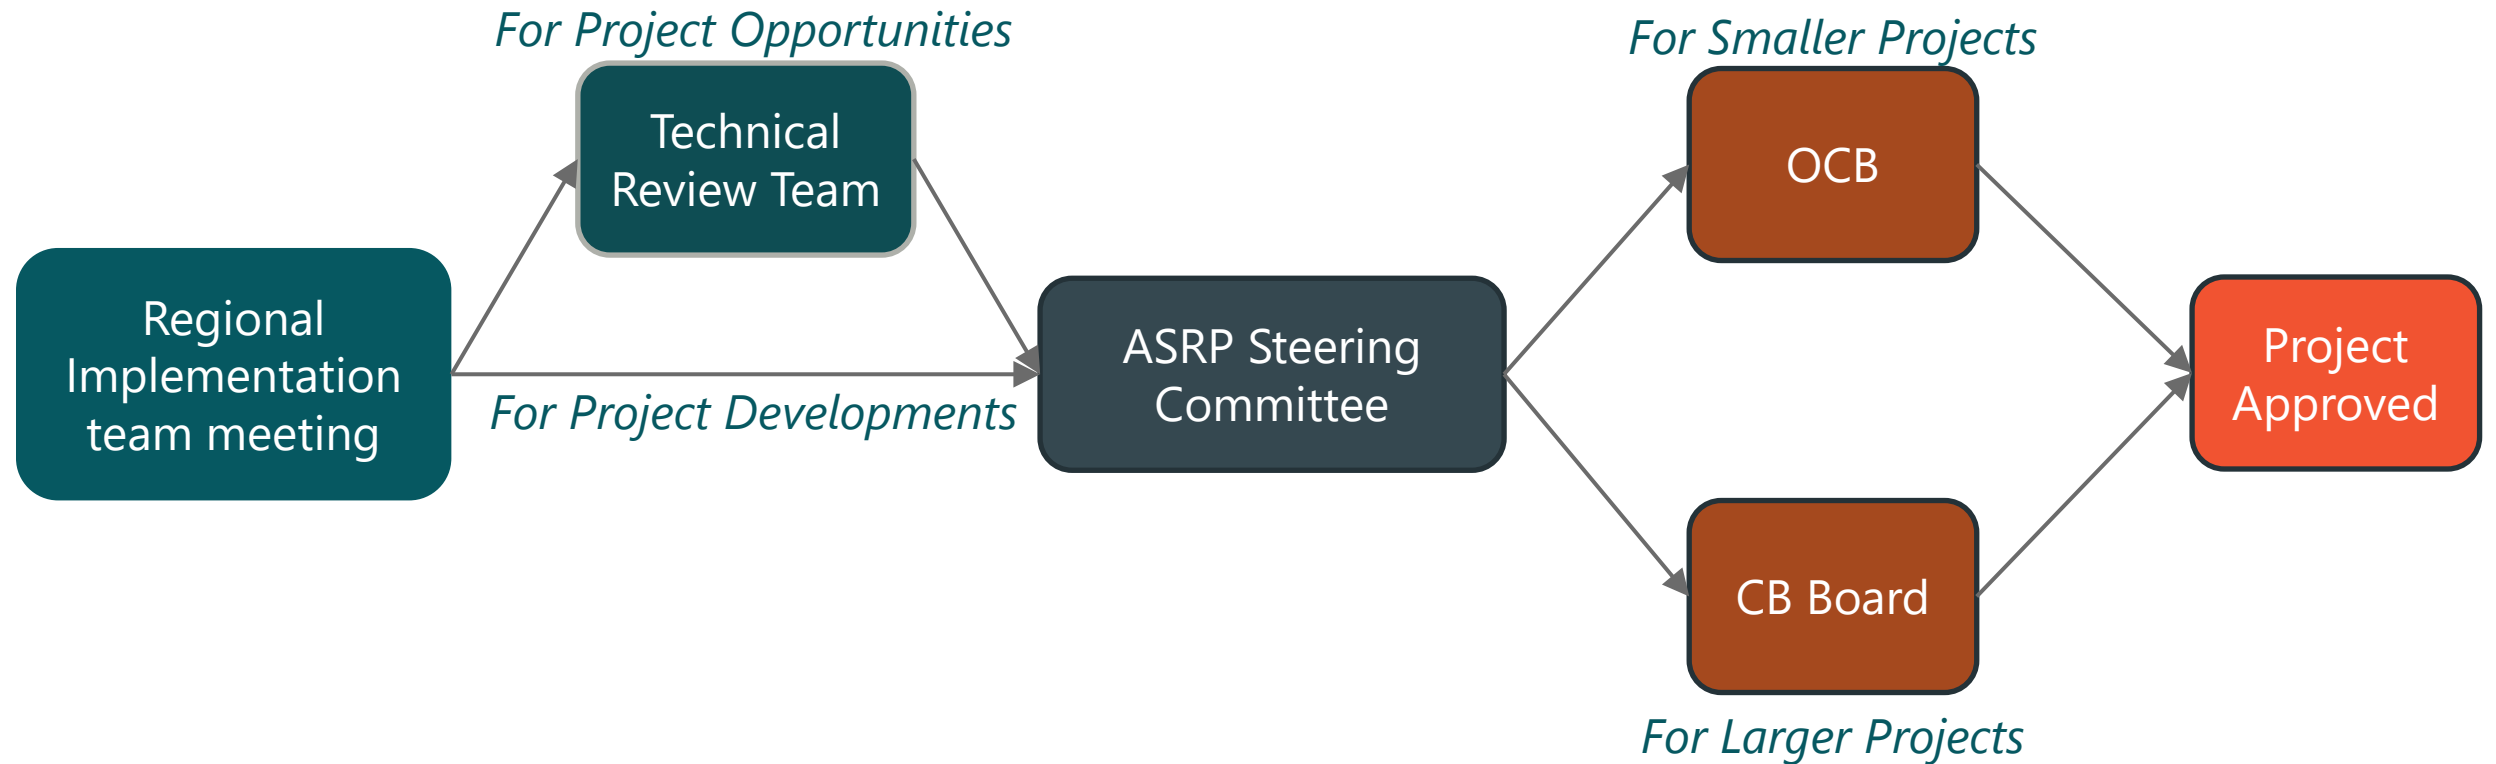 For Project Opportunities
Technical
Review Team
Regional
Implementation
team meeting
For Project Developments
ASRP Steering
Committee
For Smaller Projects
OCB
CB Board
For Larger Projects
Project
Approved